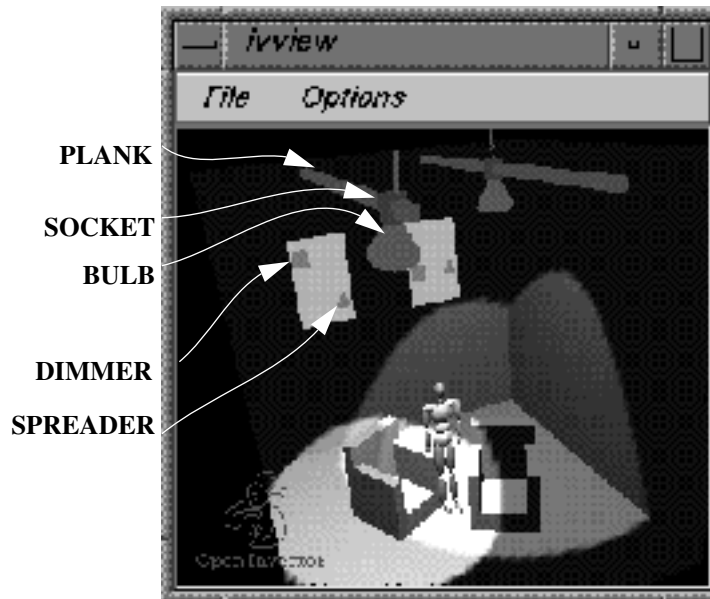 ivview
File Options
PLANK
SOCKET
BULB
DIMMER
SPREADER
Open Inventor